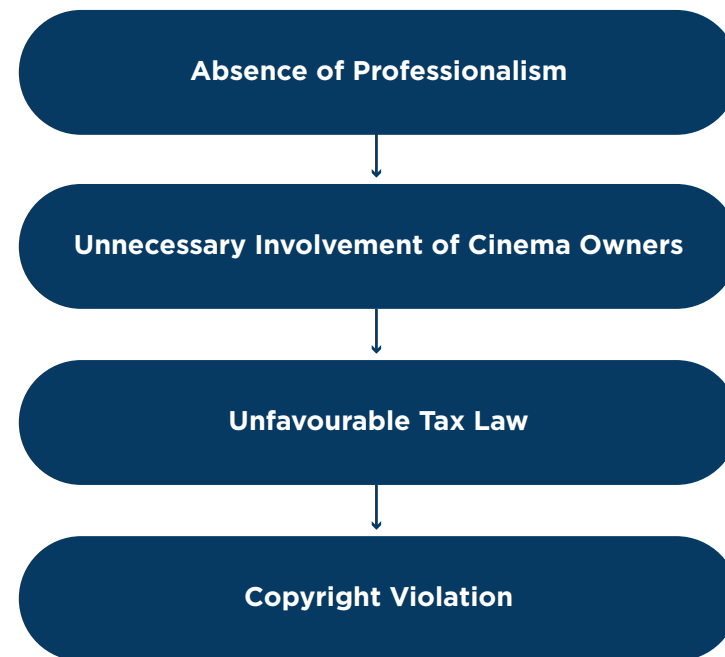 Absence of Professionalism
Unnecessary Involvement of Cinema Owners
Unfavourable Tax Law
Copyright Violation